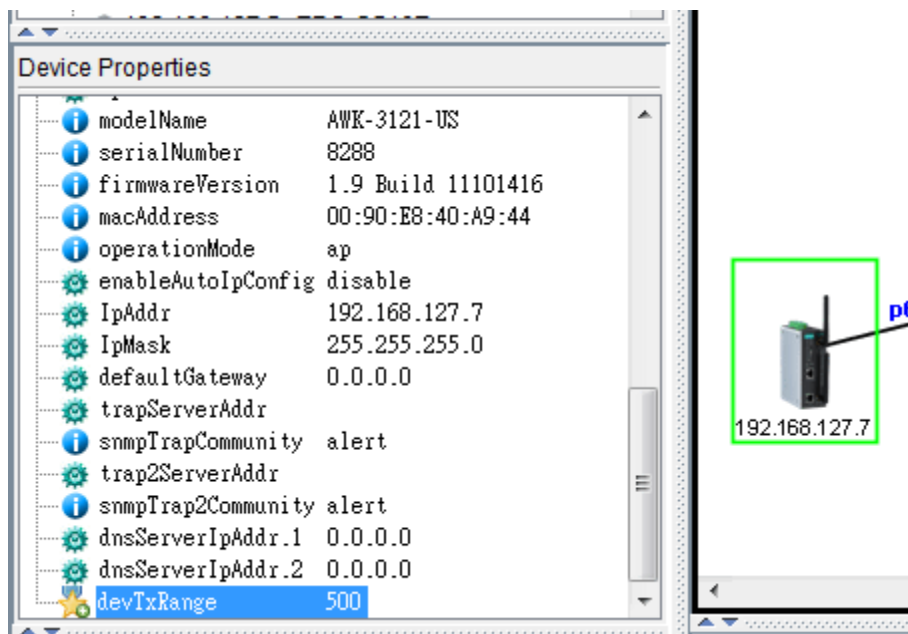 Device Properties
modelName AWK-3121-US
serialNumber 8288
firmwareVersion 1.9 Build 11101416
macAddress 00:90:E8:40:A9:44
operationMode ap
enableAutoIpConfig disable
IpAddr 192.168.127.7
IpMask 255.255.255.0
defaultGateway 0.0.0.0
trapServerAddr
snmpTrapCommunity alert
trap2ServerAddr
snmpTrap2Community alert
dnsServerIpAddr.1 0.0.0.0
dnsServerIpAddr.2 0.0.0.0
devTxRange 500
192.168.127.7